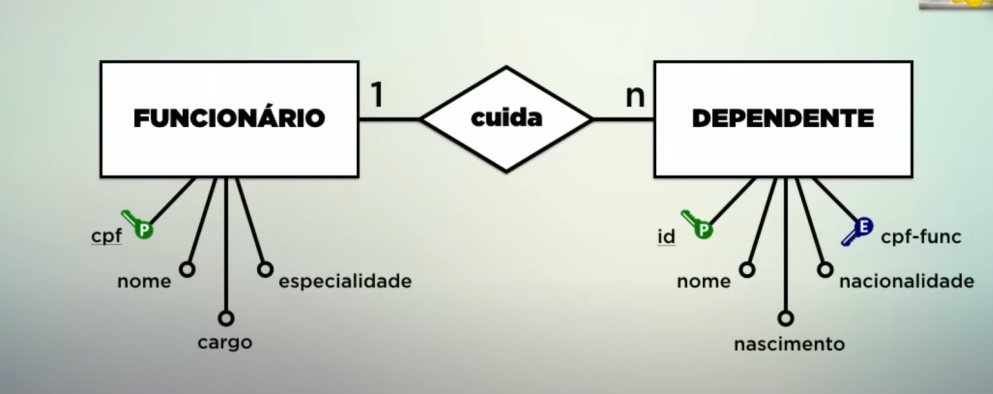 FUNCIONÁRIO
1
cuida
n
DEPENDENTE
cpf
P
nome
cargo
especialidade
id
P
nome
nascimento
nacionalidade
E
cpf-func